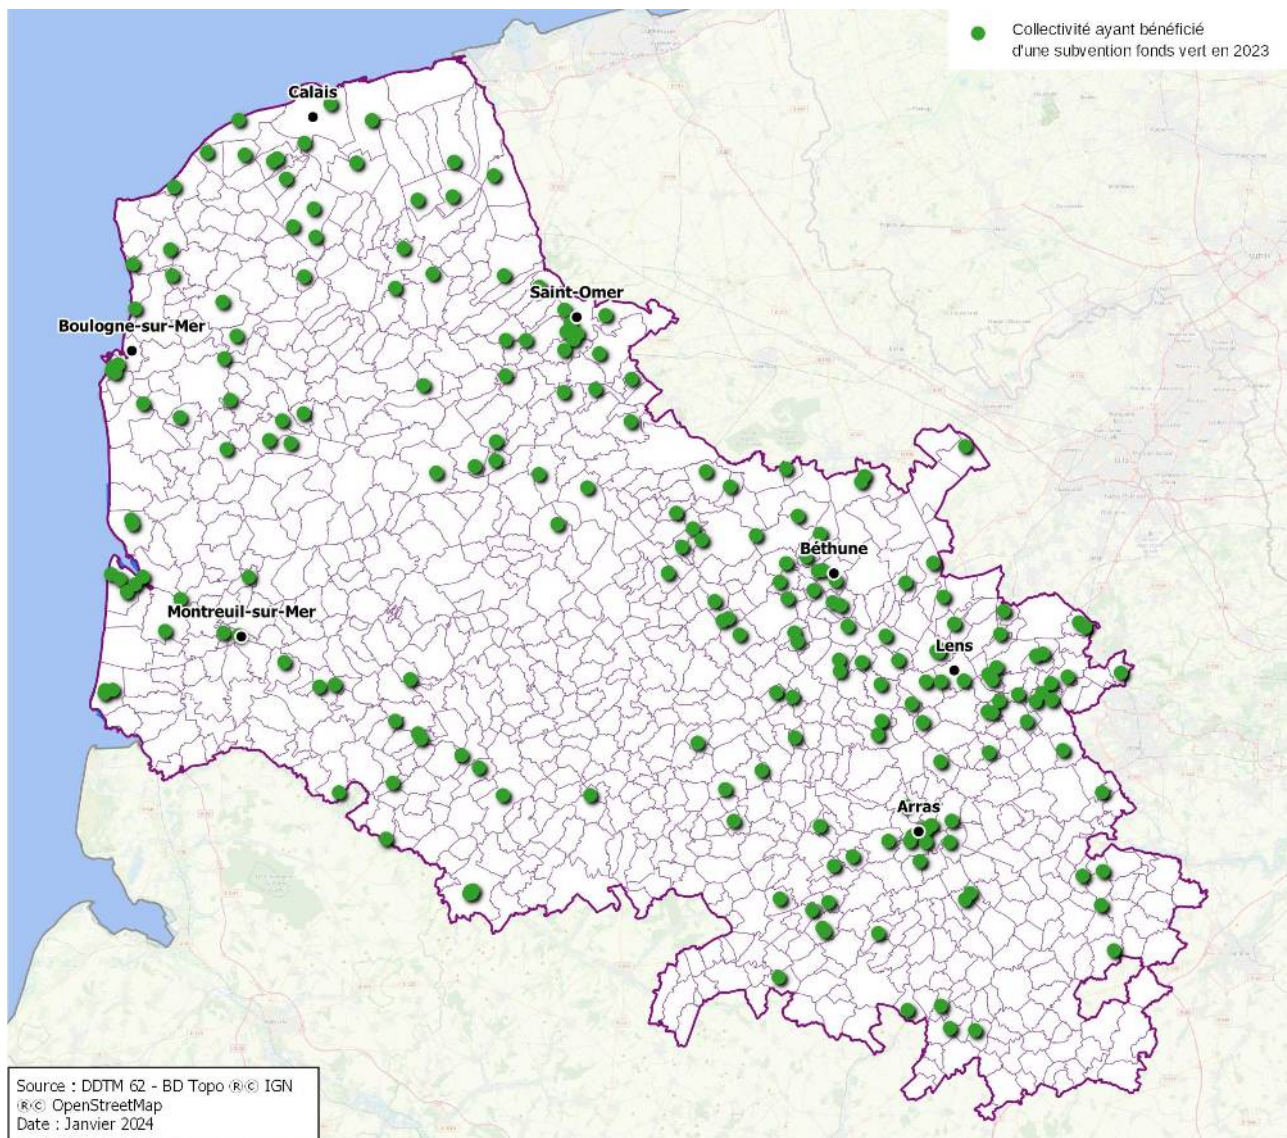 Collectivité ayant bénéficié
d'une subvention fonds vert en 2023
Calais
Saint-Omer
Boulogne-sur-Mer
Béthune
Montreuil-sur-Mer
Lens
Arras
Source : DDTM 62 - BD Topo ®© IGN
®© OpenStreetMap
Date : Janvier 2024